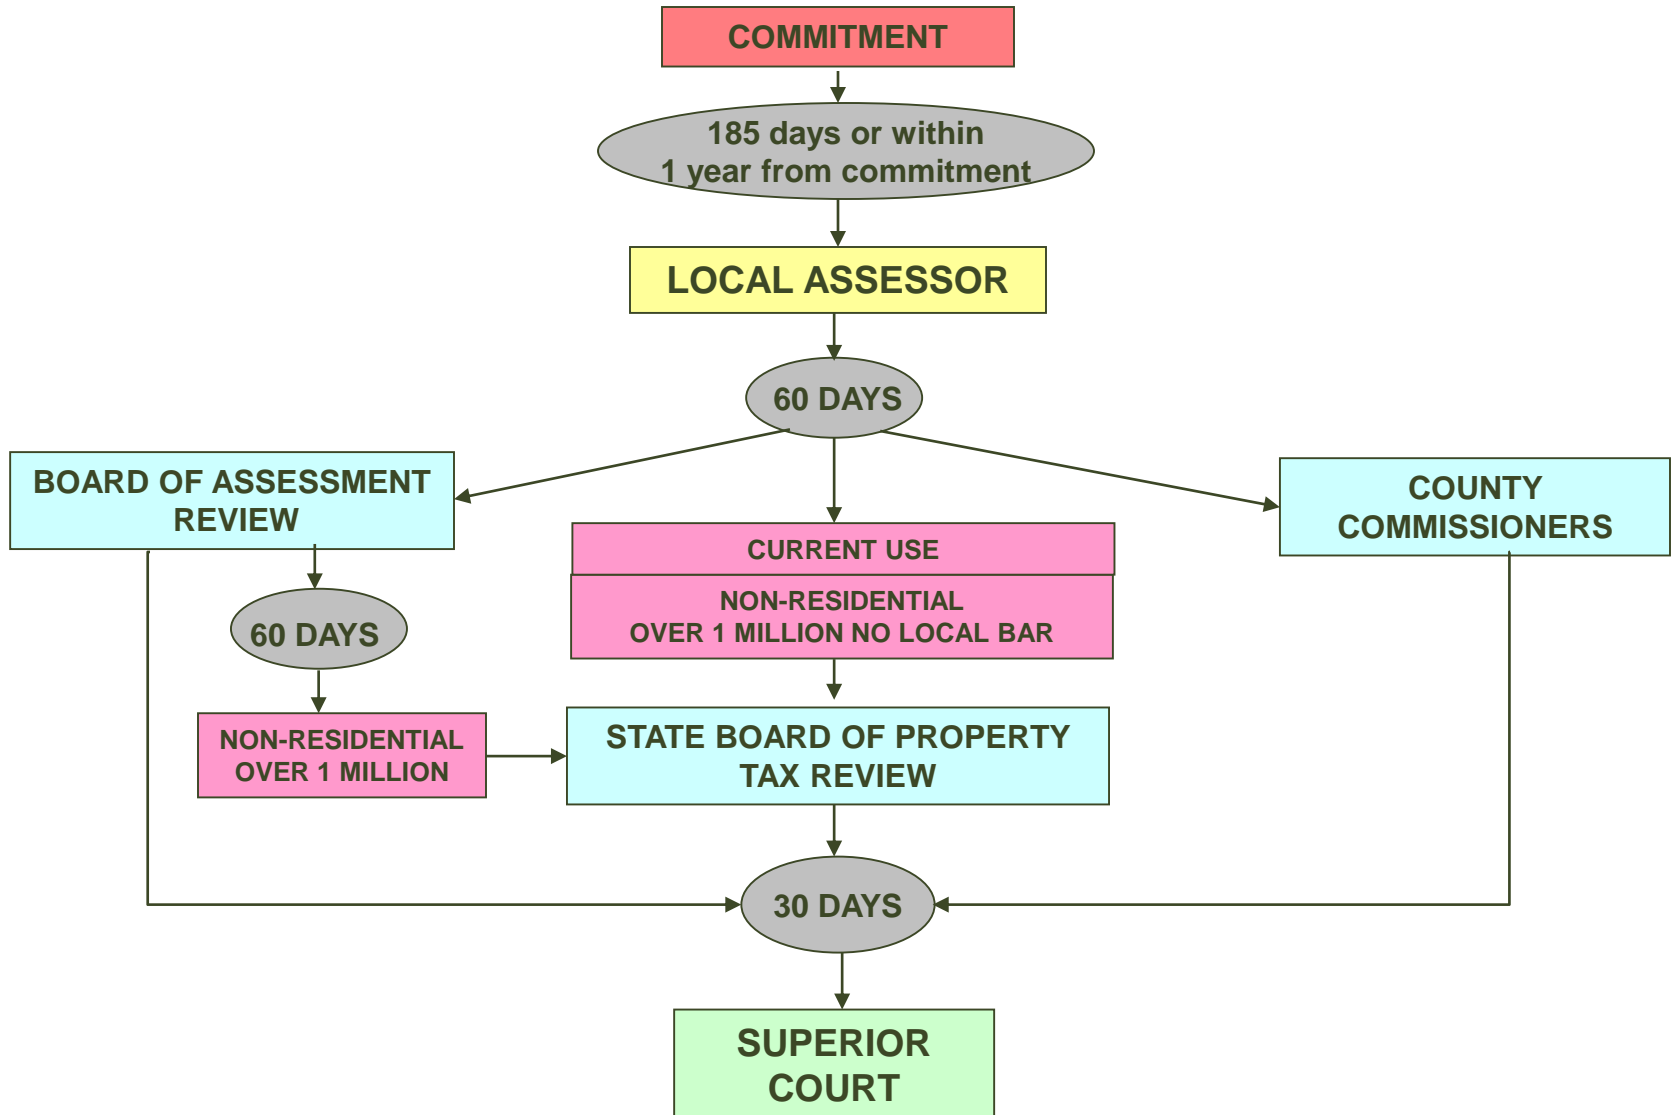 COMMITMENT
185 days or within
1 year from commitment
LOCAL ASSESSOR
60 DAYS
BOARD OF ASSESSMENT
REVIEW
COUNTY
COMMISSIONERS
CURRENT USE
NON-RESIDENTIAL
OVER 1 MILLION NO LOCAL BAR
60 DAYS
NON-RESIDENTIAL
OVER 1 MILLION
STATE BOARD OF PROPERTY
TAX REVIEW
30 DAYS
SUPERIOR
COURT